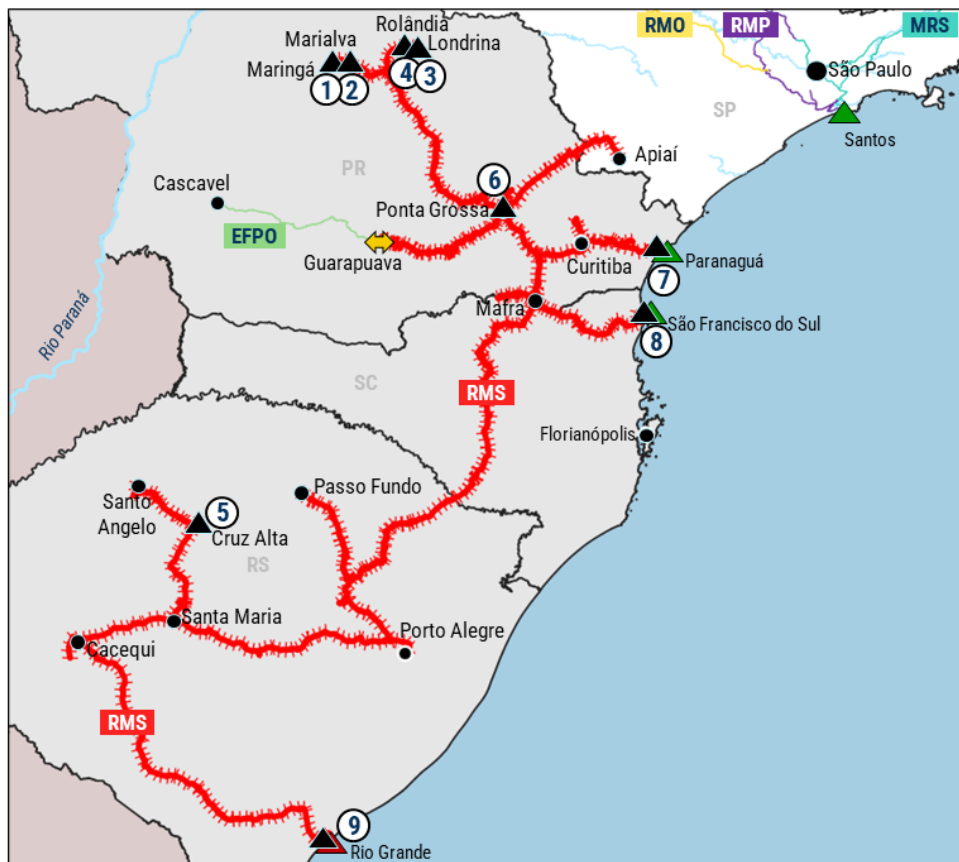 RMO
RMP
MRS
Rolândia
Marialva
Londrina
Maringá
São Paulo
1
2
4
3
SP
Santos
Apiaí
PR
6
Cascavel
Ponta Grossa
EFPO
Guarapuava
Curitiba
Paranaguá
7
Rio Paraná
Mafra
São Francisco do Sul
8
SC
RMS
Florianópolis
Santo
Angelo
Passo Fundo
5
Cruz Alta
RS
Santa Maria
Porto Alegre
Cacequi
RMS
9
Rio Grande